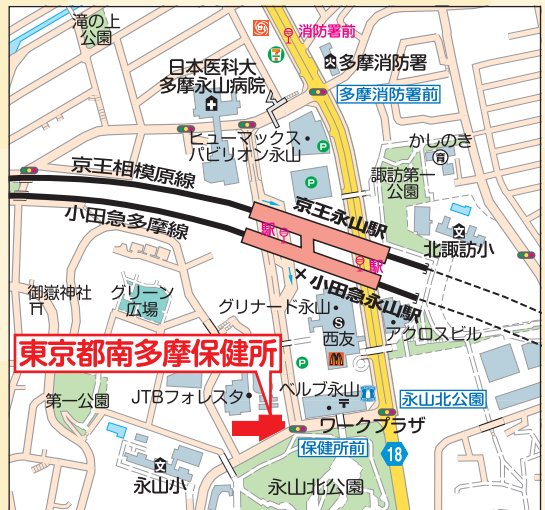 滝の上
公園
消防署前
日本医科大
多摩永山病院
多摩消防署
多摩消防署前
ヒューマックス・
パビリオン永山
かしのき
育
諏訪第一
公園
京王相模原線
京王永山駅
小田急多摩線
駅
駅
北諏訪小
小田急永山駅
御嶽神社
グリーン
広場
グリナード永山
西友
アクロスビル
東京都南多摩保健所
第一公園
JTBフォレスタ
ベルブ永山
永山北公園
ワークプラザ
保健所前
18
永山小
永山北公園
P
P
P
S
M
7
文
文